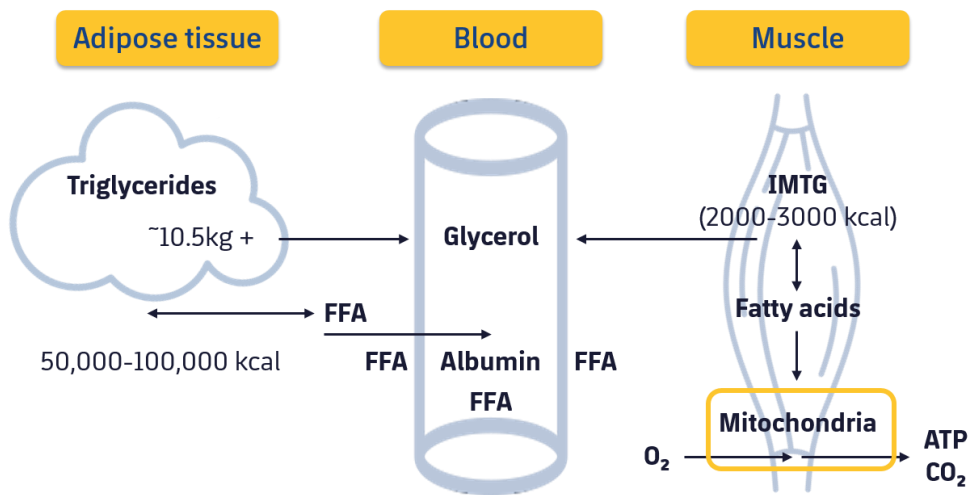 Adipose tissue
Blood
Muscle
Triglycerides
~10.5kg +
Glycerol
IMTG
(2000-3000 kcal)
FFA
Fatty acids
50,000-100,000 kcal
FFA
Albumin
FFA
FFA
Mitochondria
O₂
ATP
CO₂